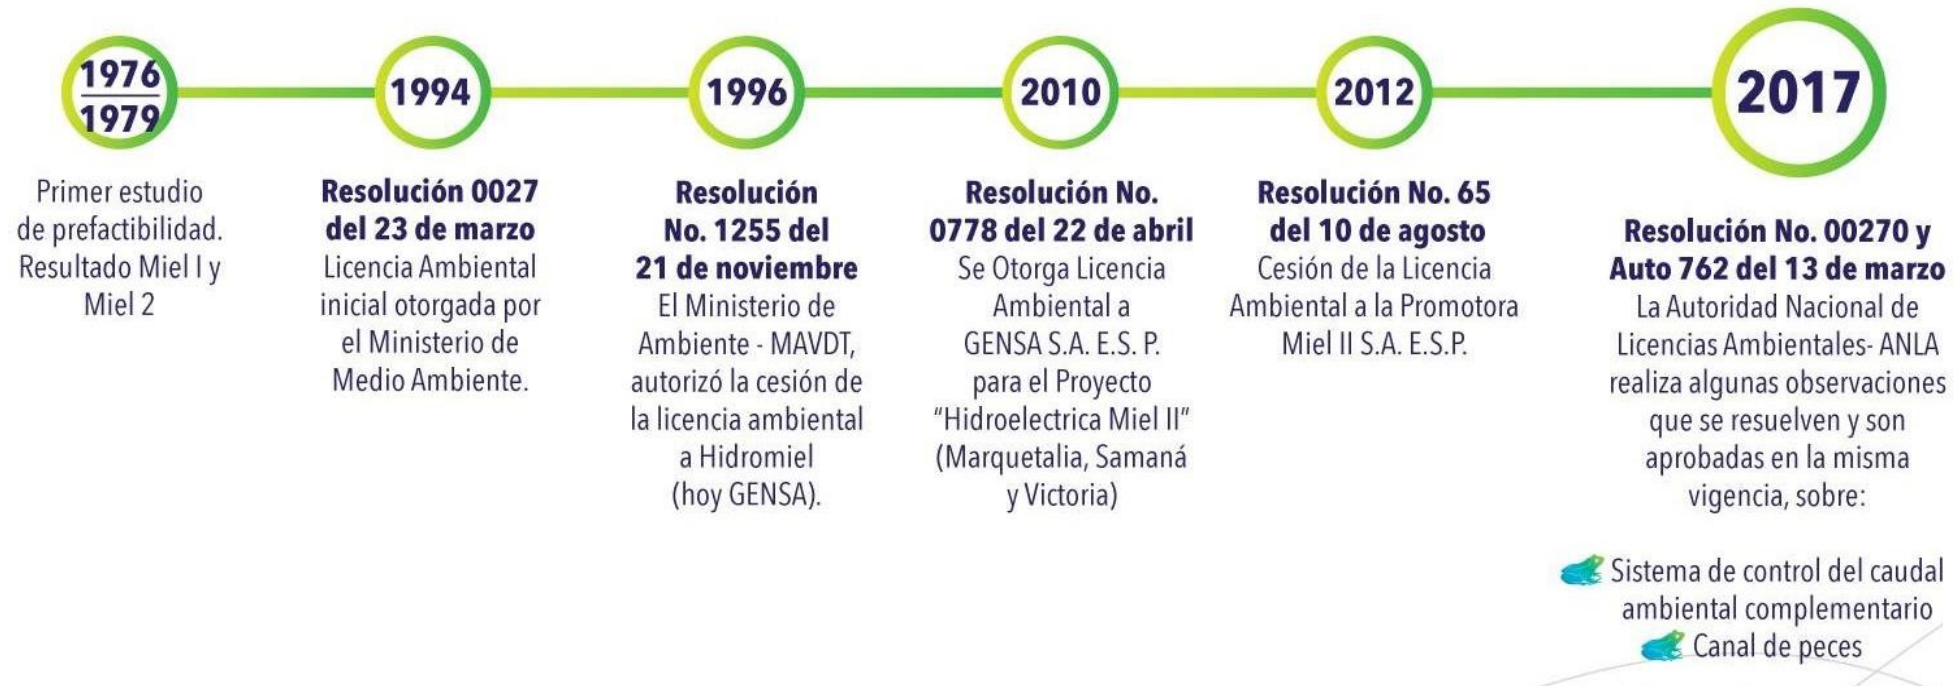 1976
1979
Primer estudio
de prefactibilidad.
Resultado Miel I y
Miel 2
1994
Resolución 0027
del 23 de marzo
Licencia Ambiental
inicial otorgada por
el Ministerio de
Medio Ambiente.
1996
Resolución
No. 1255 del
21 de noviembre
El Ministerio de
Ambiente - MAVDT,
autorizó la cesión de
la licencia ambiental
a Hidromiel
(hoy GENSA).
2010
Resolución No.
0778 del 22 de abril
Se Otorga Licencia
Ambiental a
GENSA S.A. E.S. P.
para el Proyecto
“Hidroelectrica Miel II”
(Marquetalia, Samaná
y Victoria)
2012
Resolución No. 65
del 10 de agosto
Cesión de la Licencia
Ambiental a la Promotora
Miel II S.A. E.S.P.
2017
Resolución No. 00270 y
Auto 762 del 13 de marzo
La Autoridad Nacional de
Licencias Ambientales- ANLA
realiza algunas observaciones
que se resuelven y son
aprobadas en la misma
vigencia, sobre:
Sistema de control del caudal
ambiental complementario
Canal de peces